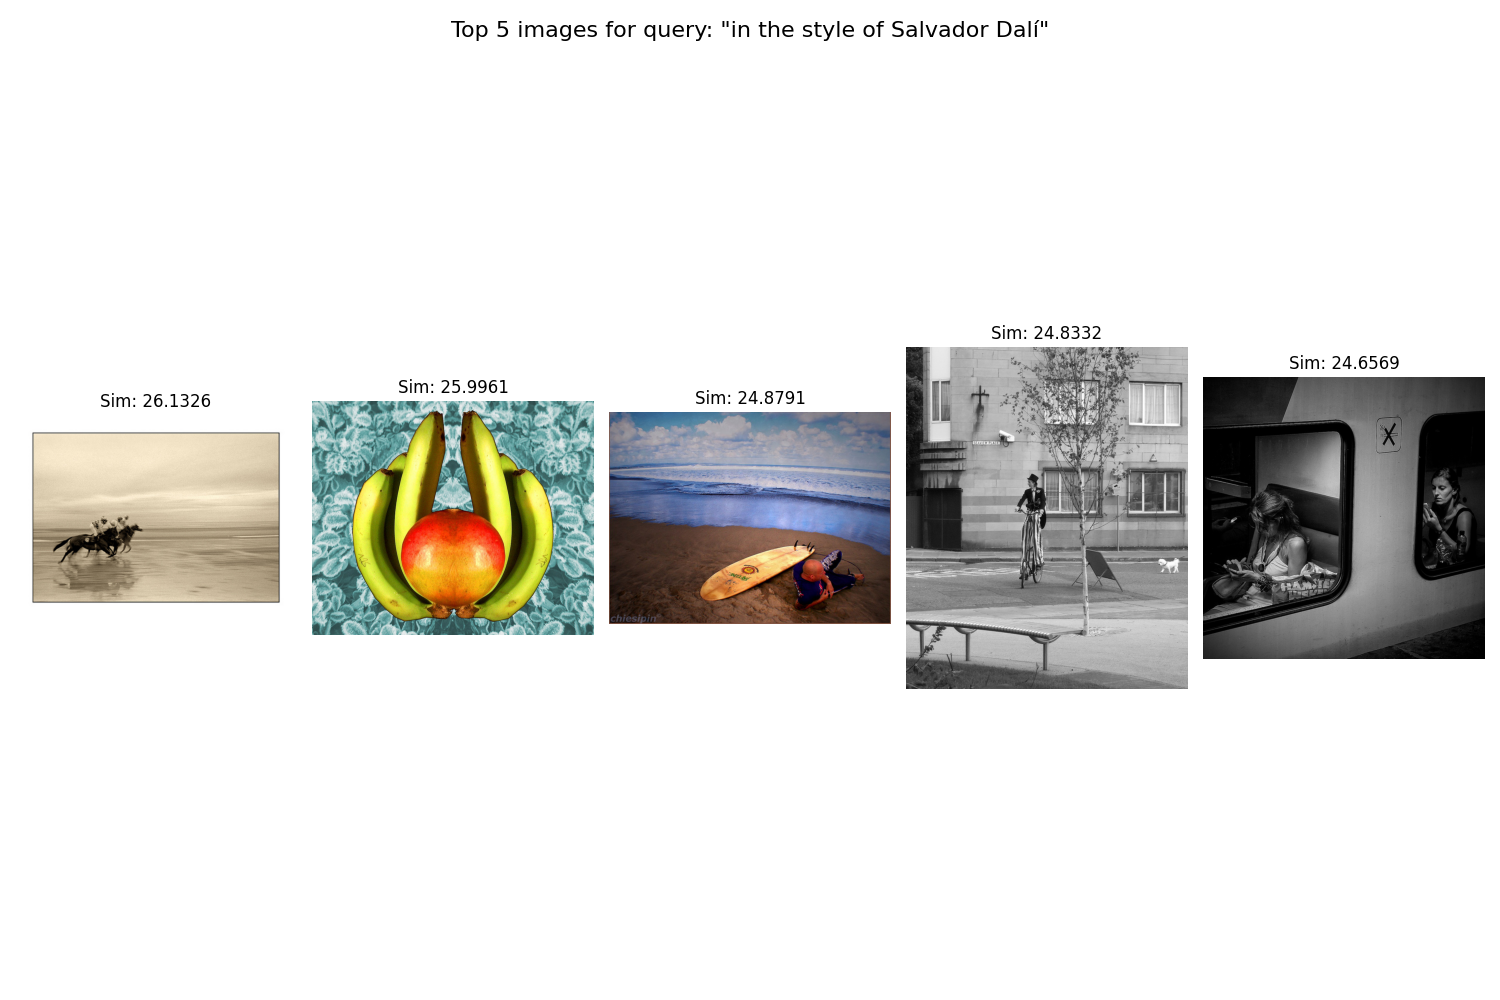 Top 5 images for query: "in the style of Salvador Dalí"
Sim: 26.1326
Sim: 25.9961
Sim: 24.8791
Sim: 24.8332
Sim: 24.6569
chiesipin